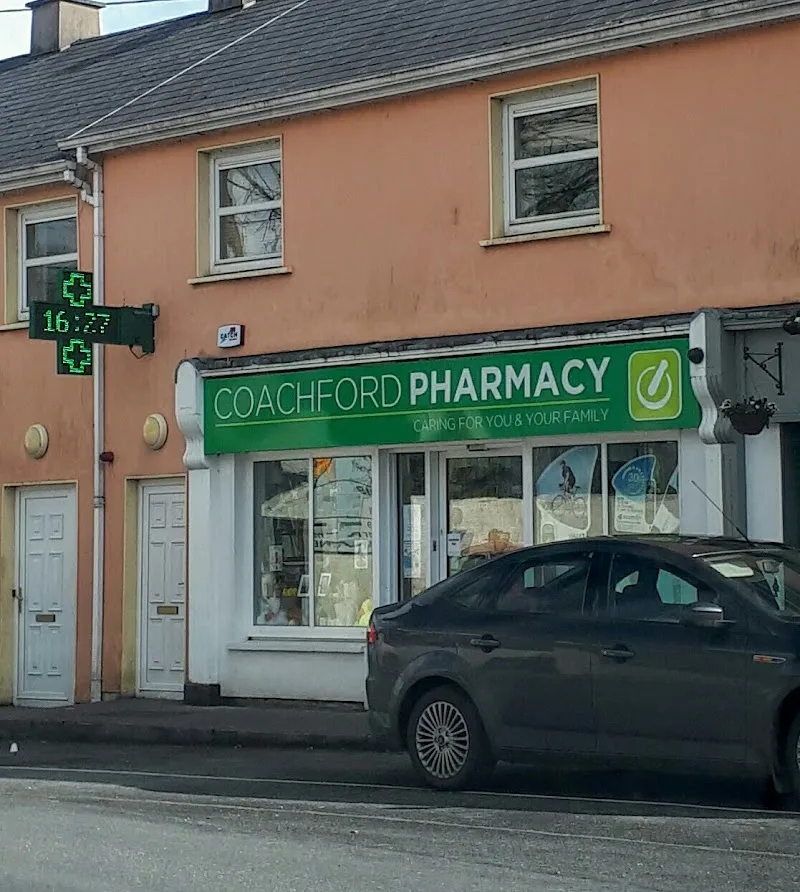 16:27
COACHFORD PHARMACY
CARING FOR YOU & YOUR FAMILY